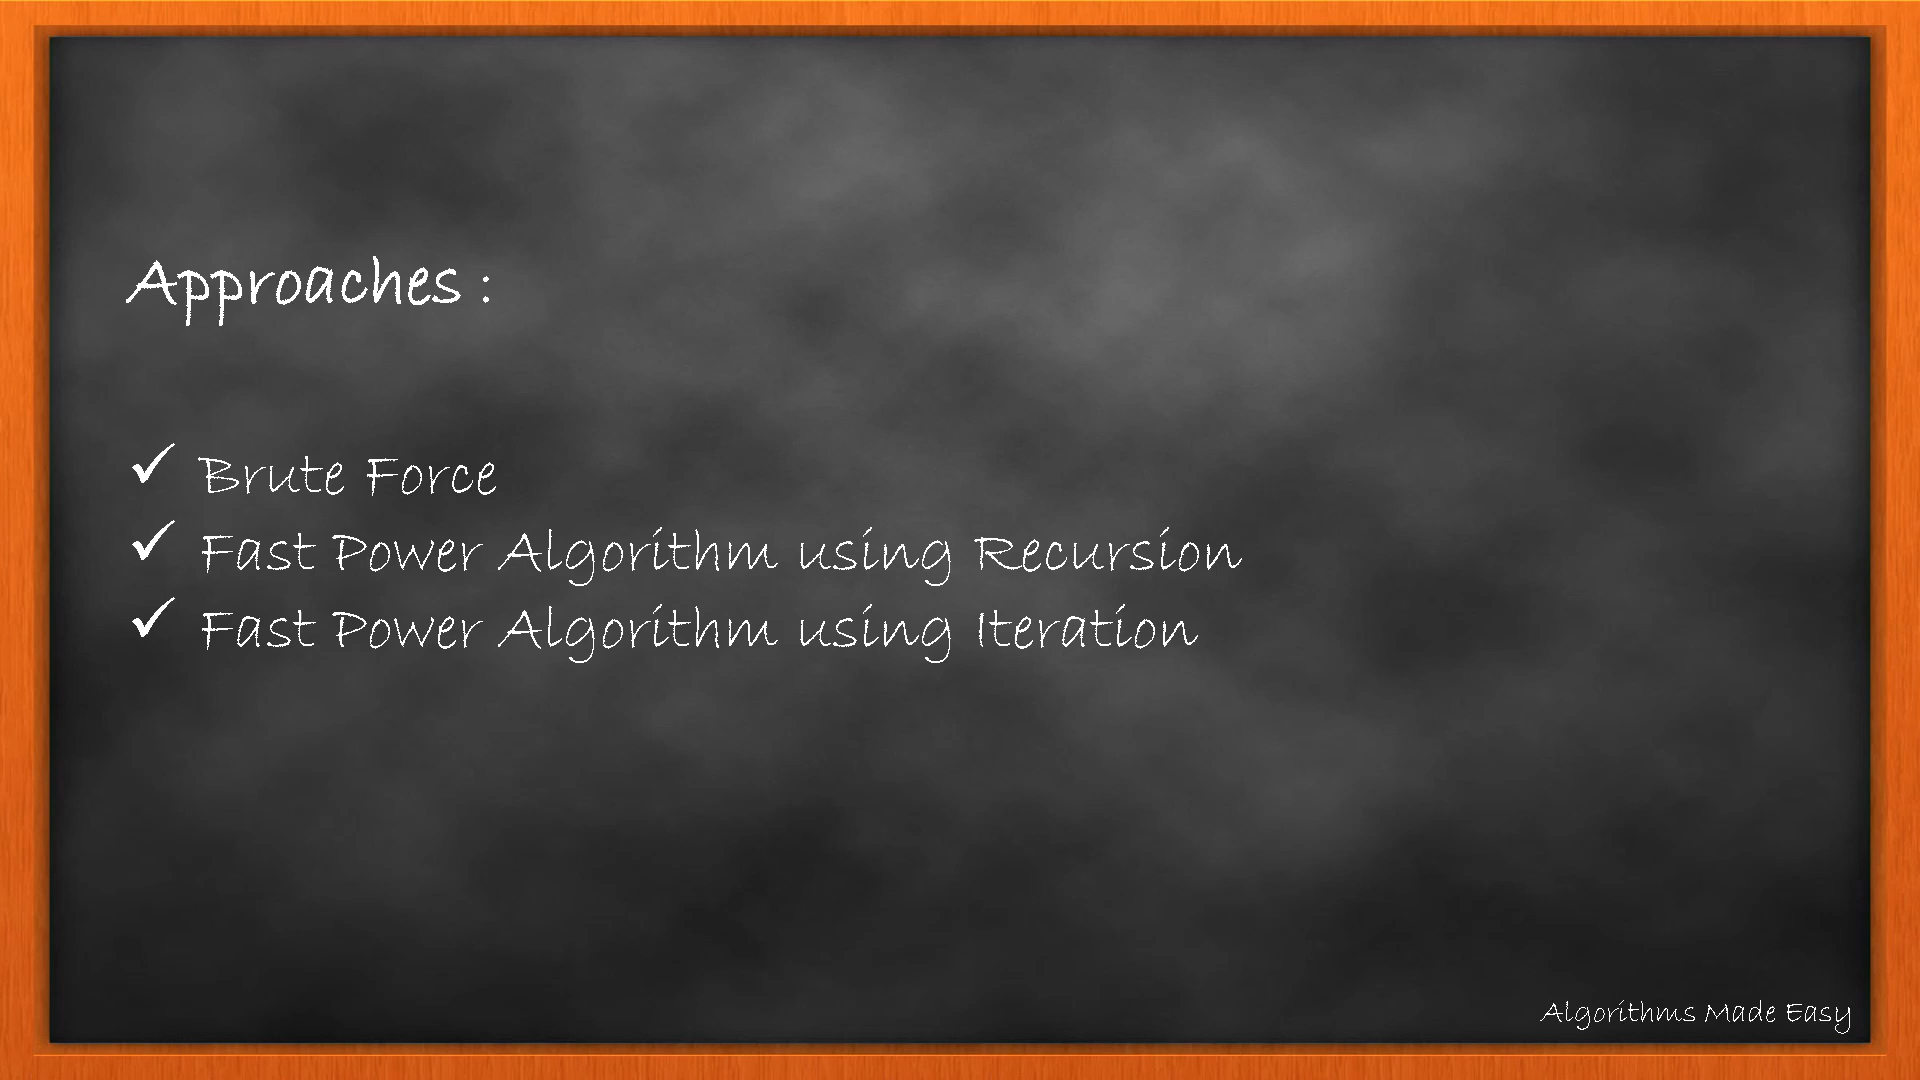 Approaches :
✓ Brute Force
✓ Fast Power Algorithm using Recursion
✓ Fast Power Algorithm using Iteration
Algorithms Made Easy